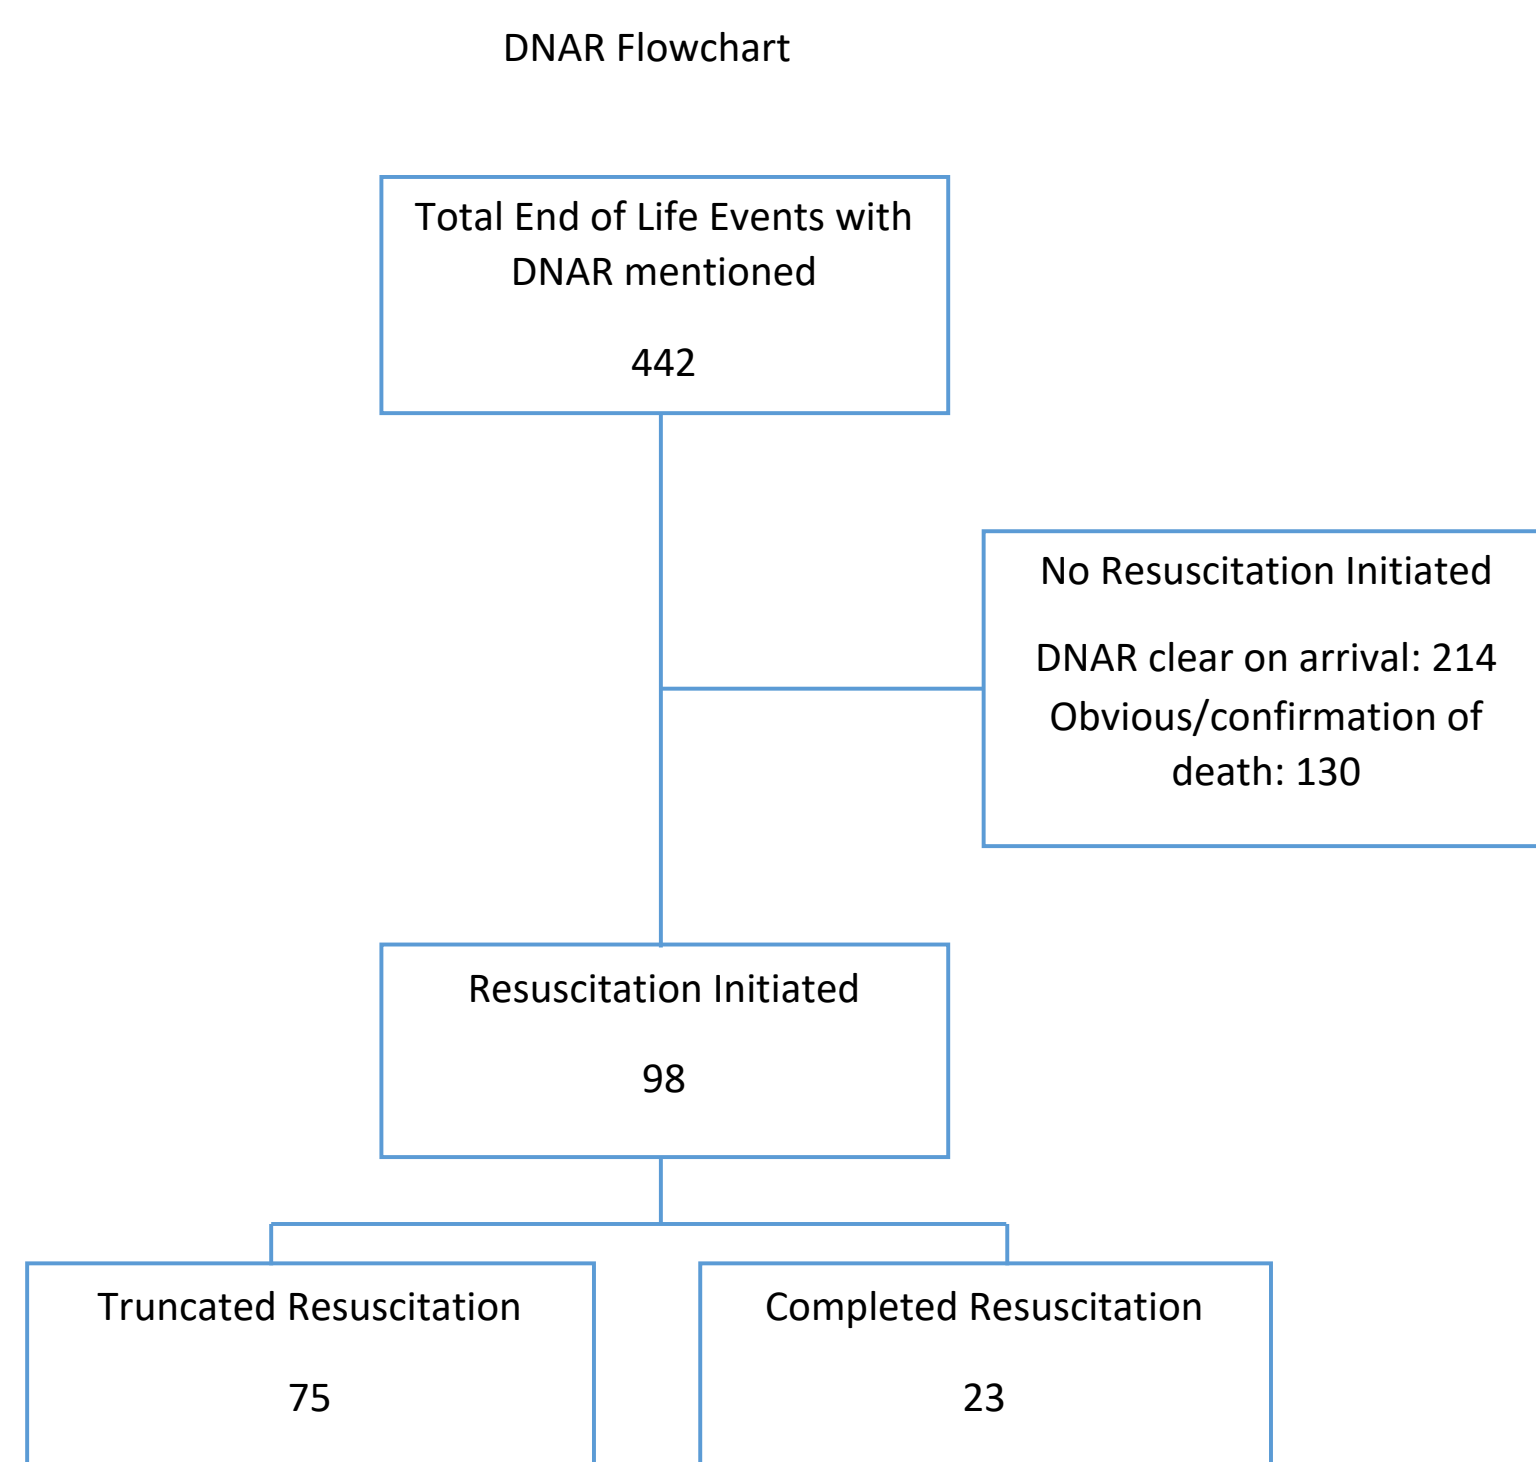 DNAR Flowchart
Total End of Life Events with
DNAR mentioned
442
No Resuscitation Initiated
DNAR clear on arrival: 214
Obvious/confirmation of
death: 130
Resuscitation Initiated
98
Truncated Resuscitation
75
Completed Resuscitation
23